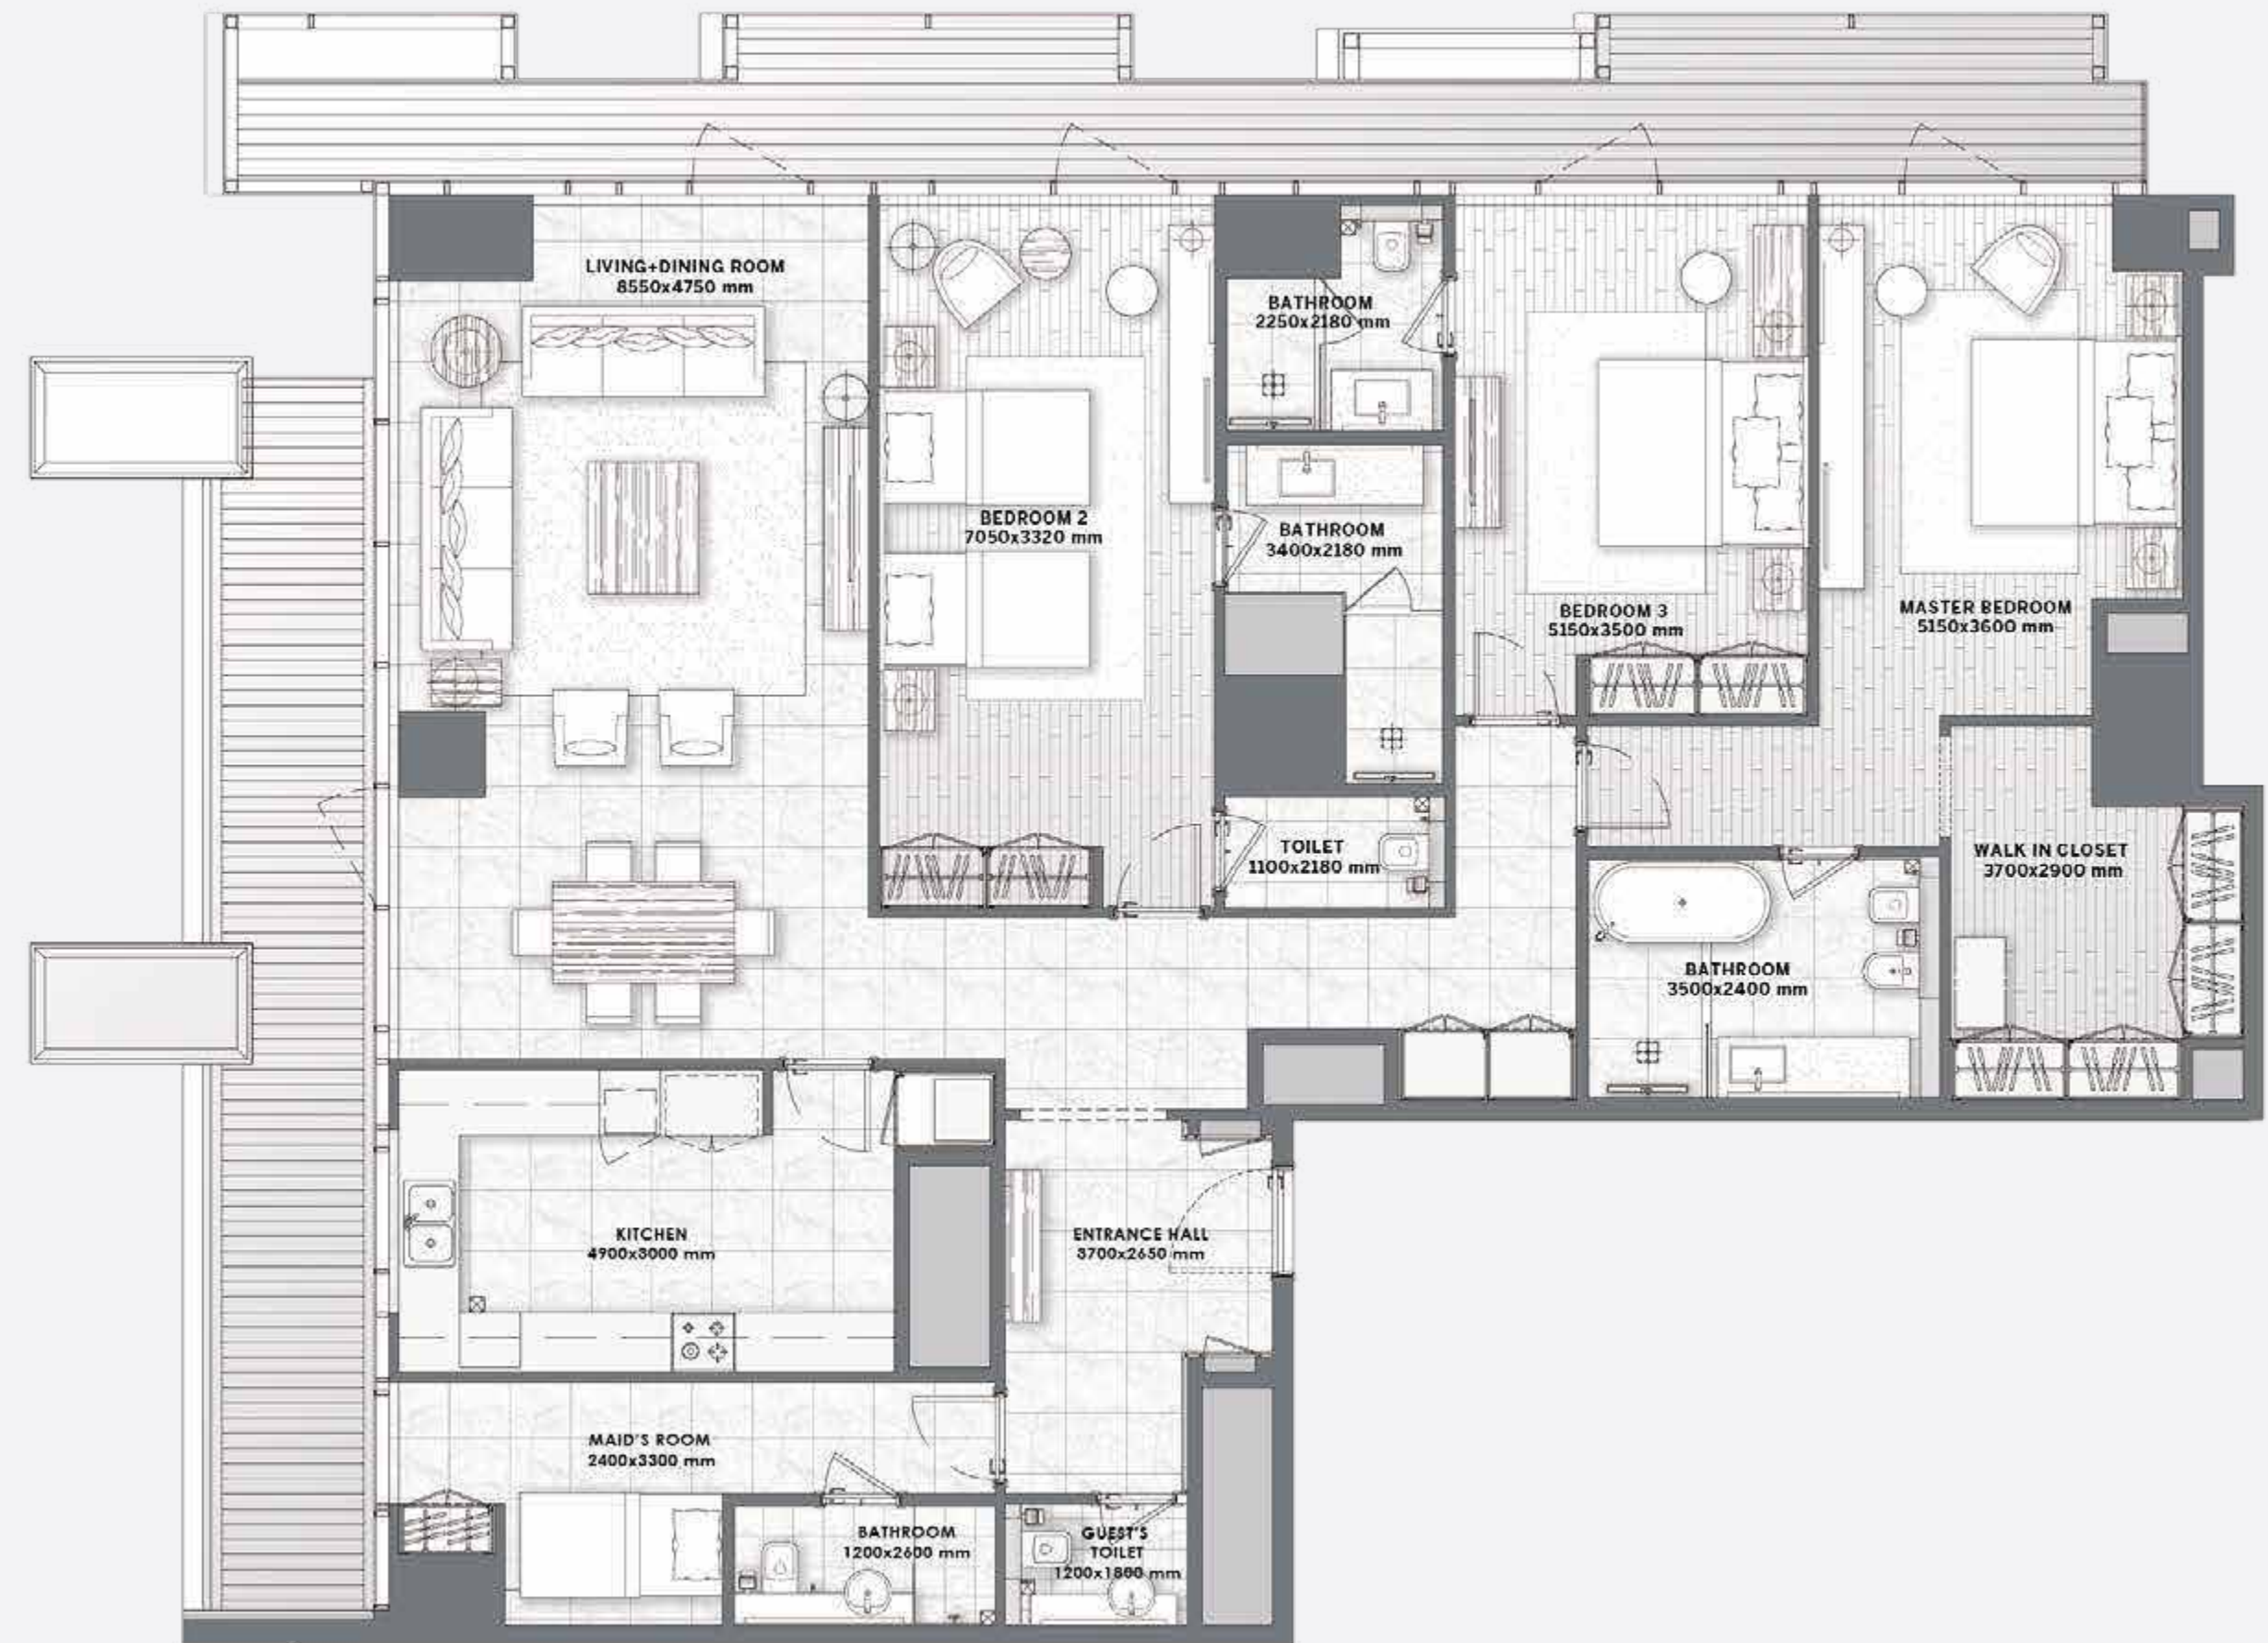 LIVING+DINING ROOM
8550x4750 mm
BATHROOM
2250x2180 mm
BEDROOM 2
7050x3320 mm
BATHROOM
3400x2180 mm
BEDROOM 3
5150x3500 mm
MASTER BEDROOM
5150x3600 mm
TOILET
1100x2180 mm
WALK IN CLOSET
3700x2900 mm
BATHROOM
3500x2400 mm
KITCHEN
4900x3000 mm
ENTRANCE HALL
3700x2650 mm
MAID'S ROOM
2400x3300 mm
BATHROOM
1200x2600 mm
GUEST'S
TOILET
1200x1800 mm